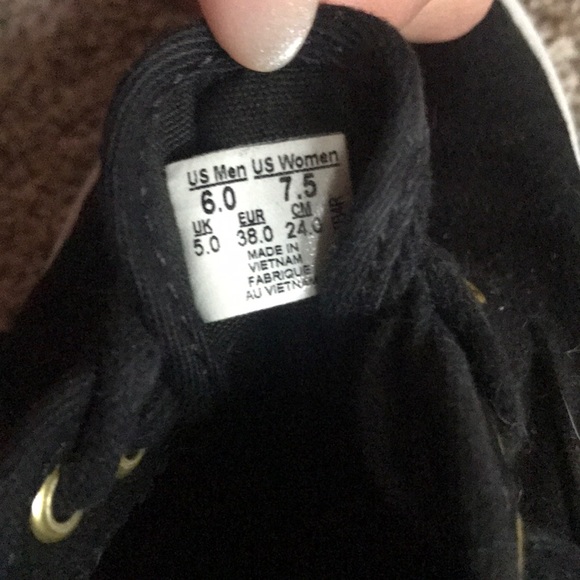 US Men US Women
6.0 7.5
UK EUR CM
5.0 38.0 24.0
MADE IN
VIETNAM
FABRIQUE
AU VIETNAM